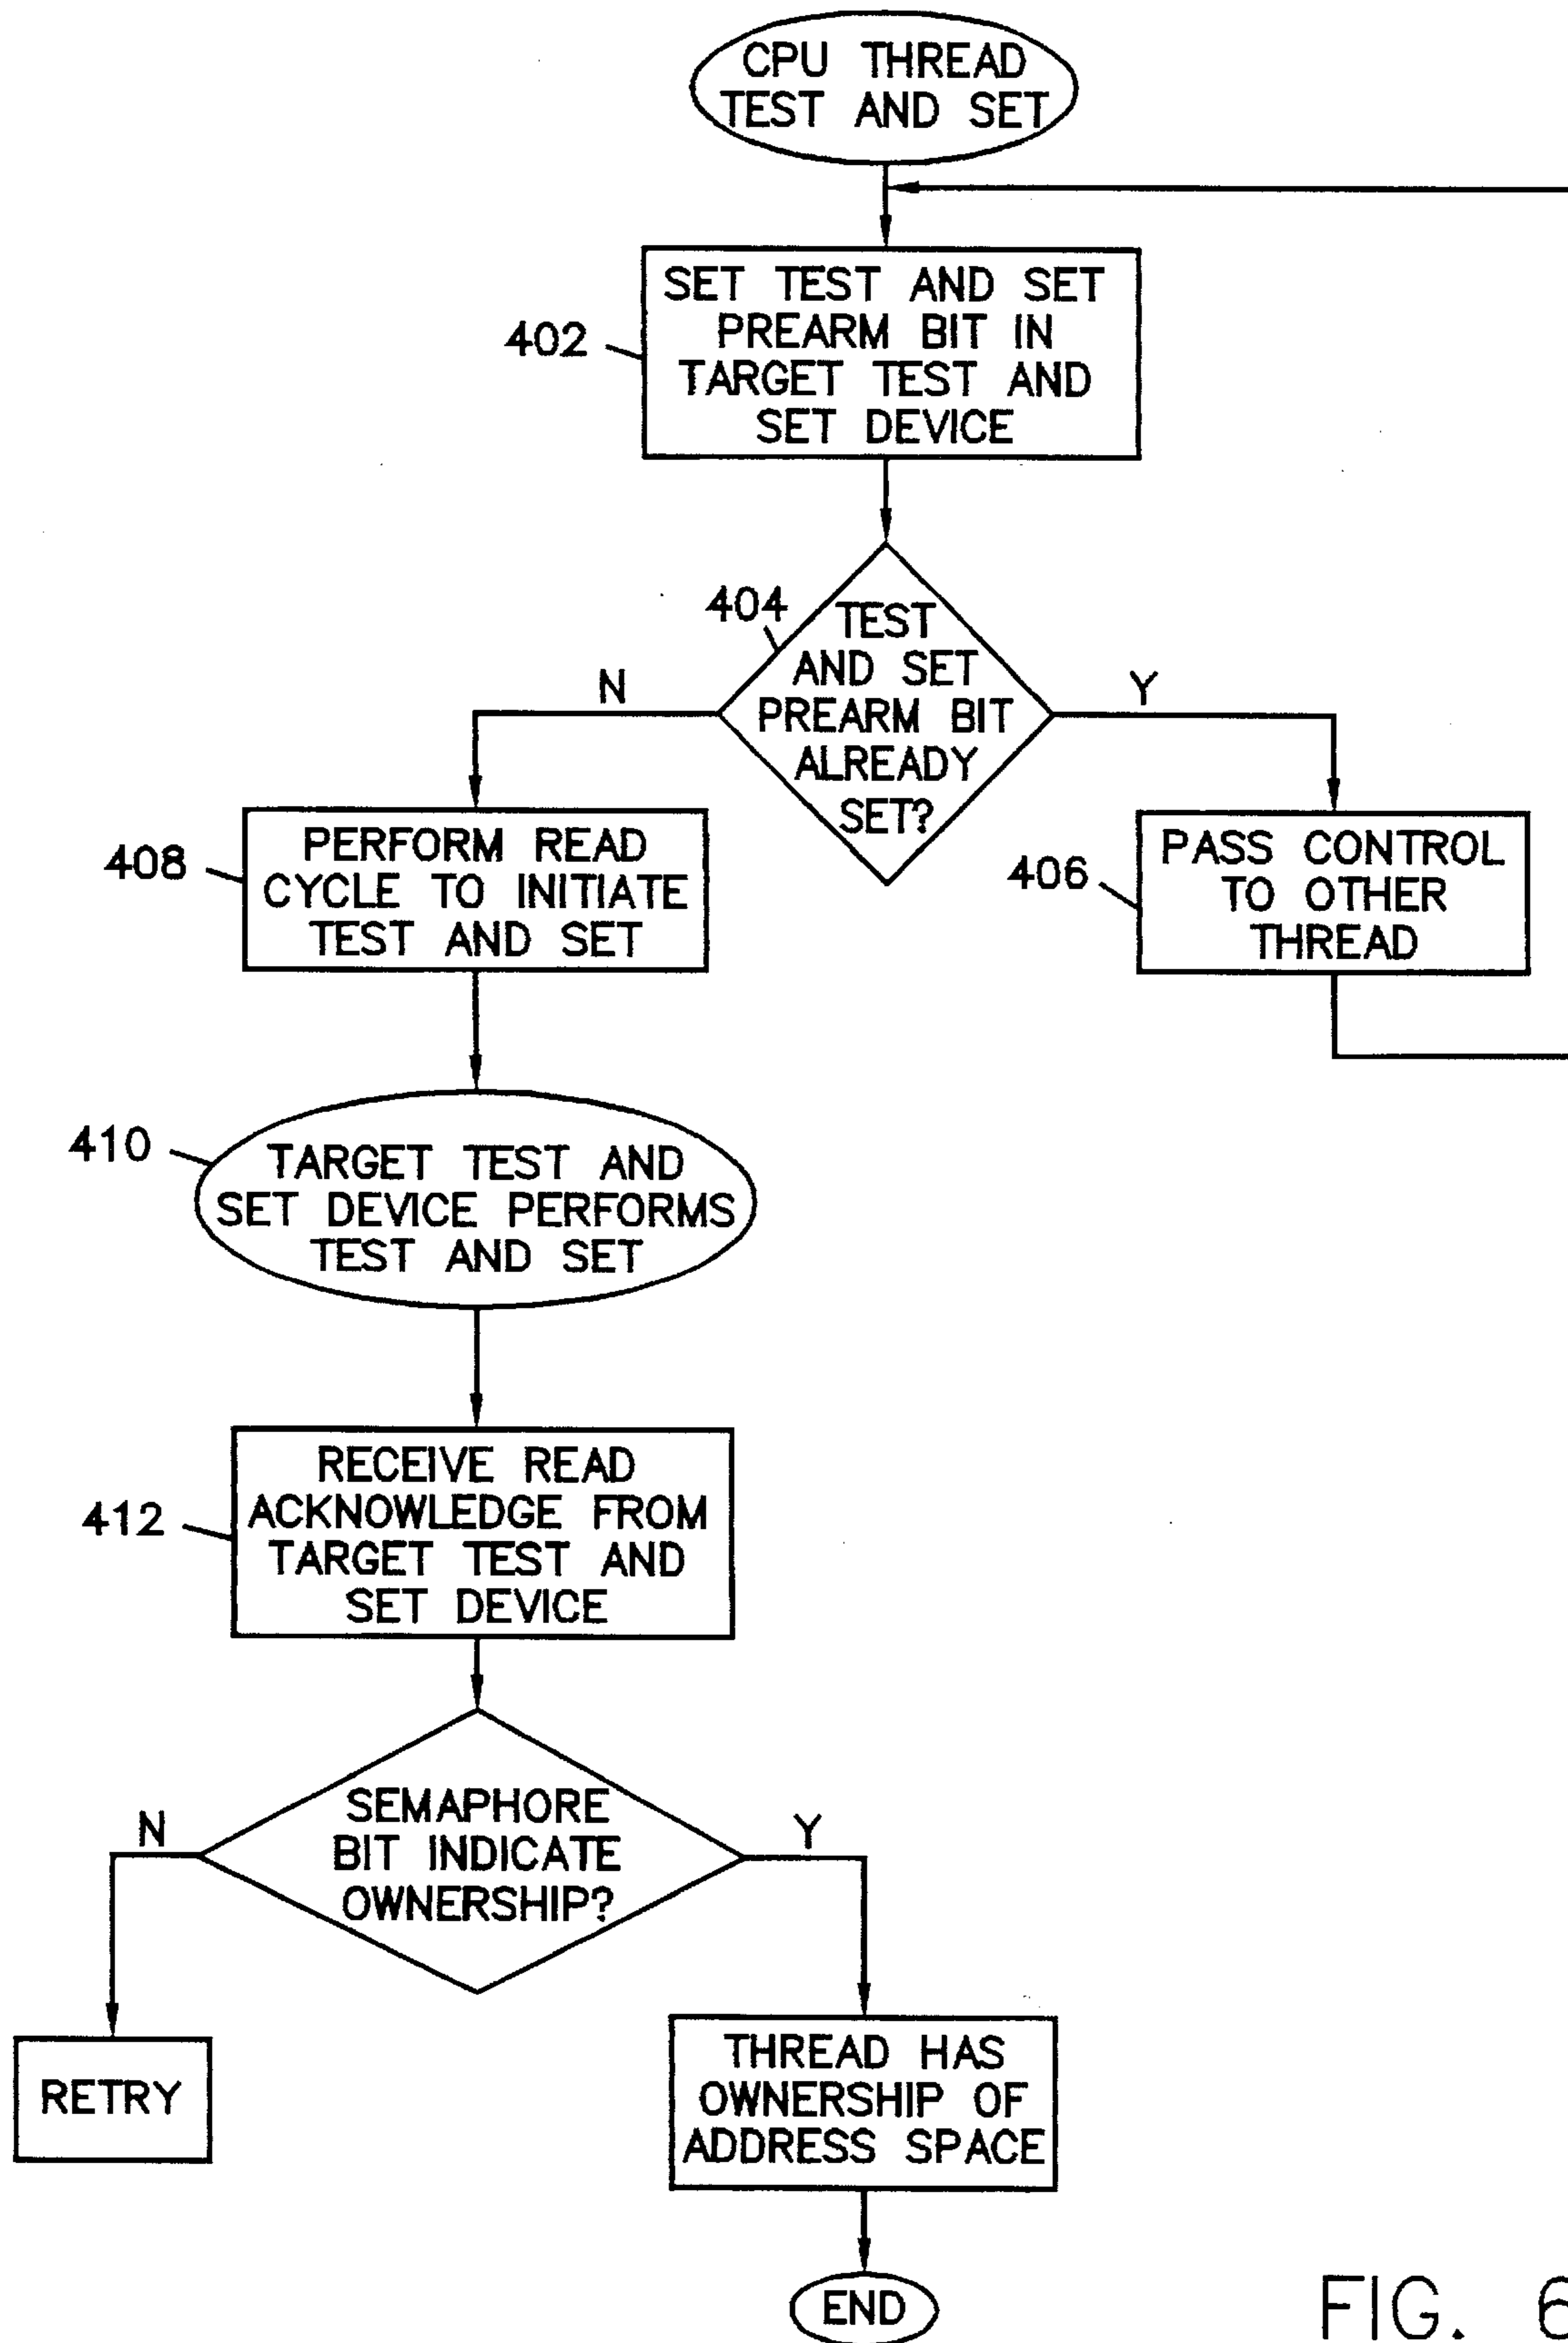 CPU THREAD
TEST AND SET
SET TEST AND SET
PREARM BIT IN
TARGET TEST AND
SET DEVICE
402
404
TEST
AND SET
PREARM BIT
ALREADY
SET?
N
Y
408
PERFORM READ
CYCLE TO INITIATE
TEST AND SET
406
PASS CONTROL
TO OTHER
THREAD
410
TARGET TEST AND
SET DEVICE PERFORMS
TEST AND SET
412
RECEIVE READ
ACKNOWLEDGE FROM
TARGET TEST AND
SET DEVICE
SEMAPHORE
BIT INDICATE
OWNERSHIP?
N
Y
RETRY
THREAD HAS
OWNERSHIP OF
ADDRESS SPACE
END
FIG. 6